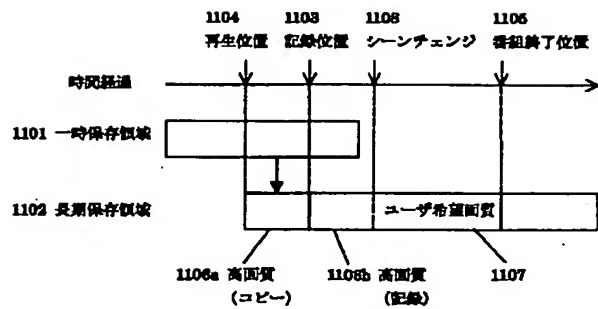 1104
再生位置
1103
記録位置
1108
シーンチェンジ
1105
番組終了位置
時間経過
1101 一時保存領域
1102 長期保存領域
ユーザ希望画質
1106a 高画質
(コピー)
1108b 高画質
(記録)
1107